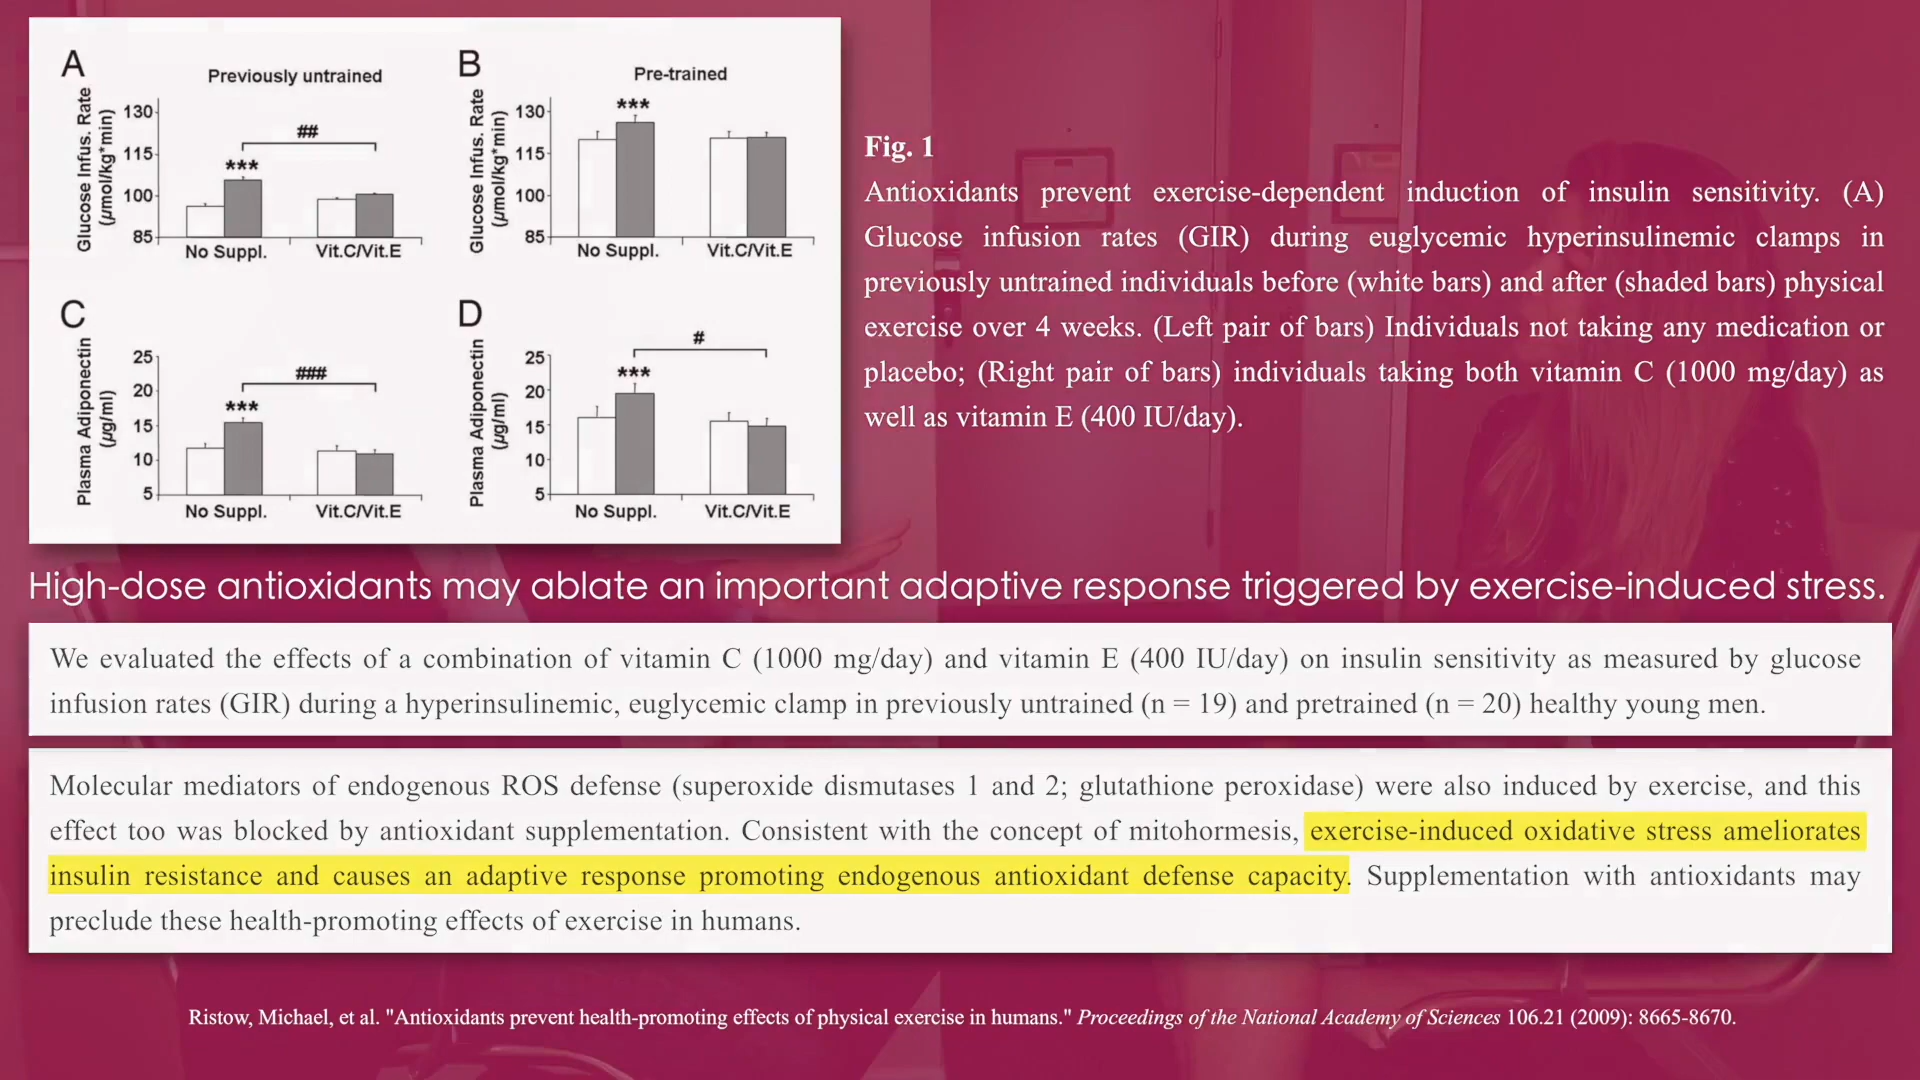 A
Previously untrained
Glucose Infus. Rate
(µmol/kg*min)
130
115
100
85
***
##
No Suppl.
Vit.C/Vit.E
B
Pre-trained
Glucose Infus. Rate
(µmol/kg*min)
130
115
100
85
***
No Suppl.
Vit.C/Vit.E
C
Plasma Adiponectin
(µg/ml)
25
20
15
10
5
***
###
No Suppl.
Vit.C/Vit.E
D
Plasma Adiponectin
(µg/ml)
25
20
15
10
5
***
#
No Suppl.
Vit.C/Vit.E
Fig. 1
Antioxidants prevent exercise-dependent induction of insulin sensitivity. (A)
Glucose infusion rates (GIR) during euglycemic hyperinsulinemic clamps in
previously untrained individuals before (white bars) and after (shaded bars) physical
exercise over 4 weeks. (Left pair of bars) Individuals not taking any medication or
placebo; (Right pair of bars) individuals taking both vitamin C (1000 mg/day) as
well as vitamin E (400 IU/day).
High-dose antioxidants may ablate an important adaptive response triggered by exercise-induced stress.
We evaluated the effects of a combination of vitamin C (1000 mg/day) and vitamin E (400 IU/day) on insulin sensitivity as measured by glucose
infusion rates (GIR) during a hyperinsulinemic, euglycemic clamp in previously untrained (n = 19) and pretrained (n = 20) healthy young men.
Molecular mediators of endogenous ROS defense (superoxide dismutases 1 and 2; glutathione peroxidase) were also induced by exercise, and this
effect too was blocked by antioxidant supplementation. Consistent with the concept of mitohormesis, exercise-induced oxidative stress ameliorates
insulin resistance and causes an adaptive response promoting endogenous antioxidant defense capacity. Supplementation with antioxidants may
preclude these health-promoting effects of exercise in humans.
Ristow, Michael, et al. "Antioxidants prevent health-promoting effects of physical exercise in humans." Proceedings of the National Academy of Sciences 106.21 (2009): 8665-8670.